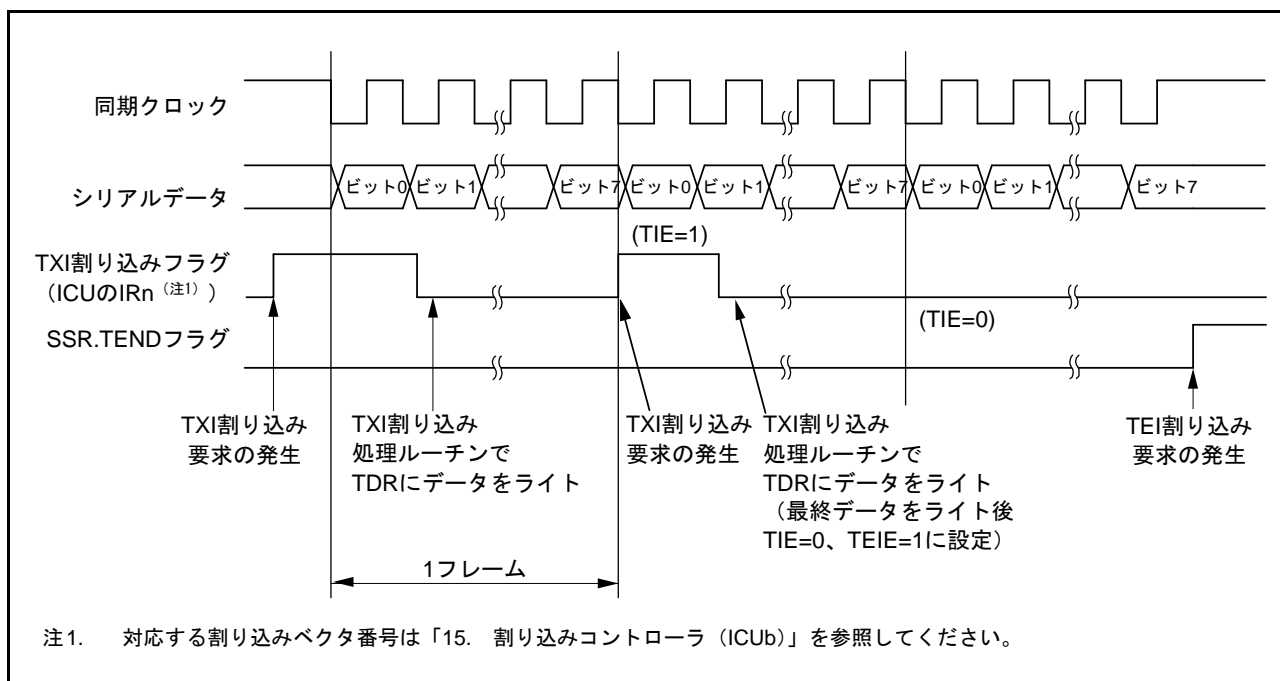 同期クロック
シリアルデータ
ビット0 ビット1 ビット7 ビット0 ビット1 ビット7 ビット0 ビット1 ビット7
(TIE=1)
TXI割り込みフラグ
(ICUのIRn (注1) )
(TIE=0)
SSR.TENDフラグ
TXI割り込み
要求の発生
TXI割り込み
処理ルーチンで
TDRにデータをライト
TXI割り込み
要求の発生
TXI割り込み
処理ルーチンで
TDRにデータをライト
(最終データをライト後
TIE=0、TEIE=1に設定)
TEI割り込み
要求の発生
1フレーム
注1. 対応する割り込みベクタ番号は「15. 割り込みコントローラ (ICUb)」を参照してください。